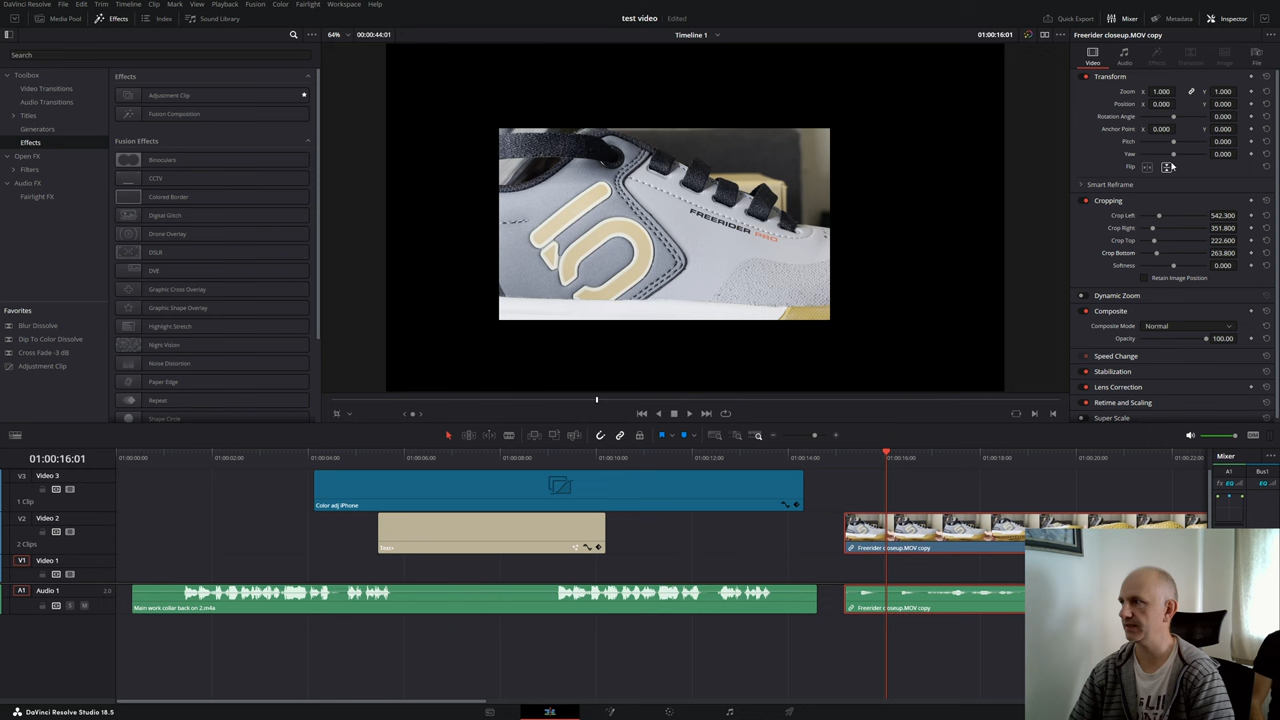 DaVinci Resolve File Edit Trim Timeline Clip Mark View Playback Fusion Color Fairlight Workspace Help
Media Pool Effects Index Sound Library test video Edited Quick Export Mixer Metadata Inspector
64% 00:00:44:01 Timeline 1 01:00:16:01 Freerider closeup.MOV copy
Search
Toolbox
Video Transitions
Audio Transitions
Titles
Generators
Effects
Open FX
Filters
Audio FX
Fairlight FX
Favorites
Blur Dissolve
Dip To Color Dissolve
Cross Fade -3 dB
Adjustment Clip
Effects
Adjustment Clip
Fusion Composition
Fusion Effects
Binoculars
CCTV
Colored Border
Digital Glitch
Drone Overlay
DSLR
DVE
Graphic Cross Overlay
Graphic Shape Overlay
Highlight Stretch
Night Vision
Noise Distortion
Paper Edge
Repeat
Shape Circle
FREERIDER PRO
Video Audio Effects Transition Image File
Transform
Zoom X 1.000 Y 1.000
Position X 0.000 Y 0.000
Rotation Angle 0.000
Anchor Point X 0.000 Y 0.000
Pitch 0.000
Yaw 0.000
Flip
Smart Reframe
Cropping
Crop Left 542.300
Crop Right 351.800
Crop Top 222.600
Crop Bottom 263.800
Softness 0.000
Retain Image Position
Dynamic Zoom
Composite
Composite Mode Normal
Opacity 100.00
Speed Change
Stabilization
Lens Correction
Retime and Scaling
Super Scale
DIM
01:00:16:01 01:00:00:00 01:00:02:00 01:00:04:00 01:00:06:00 01:00:08:00 01:00:10:00 01:00:12:00 01:00:14:00 01:00:16:00 01:00:18:00 01:00:20:00 01:00:22:00
Mixer
A1 Bus1
fx EQ EQ
V3 Video 3
1 Clip
Color adj iPhone
V2 Video 2
2 Clips
Text+
Freerider closeup.MOV copy
V1 Video 1
A1 Audio 1 2.0
S M
Main work collar back on 2.m4a
Freerider closeup.MOV copy
DaVinci Resolve Studio 18.5